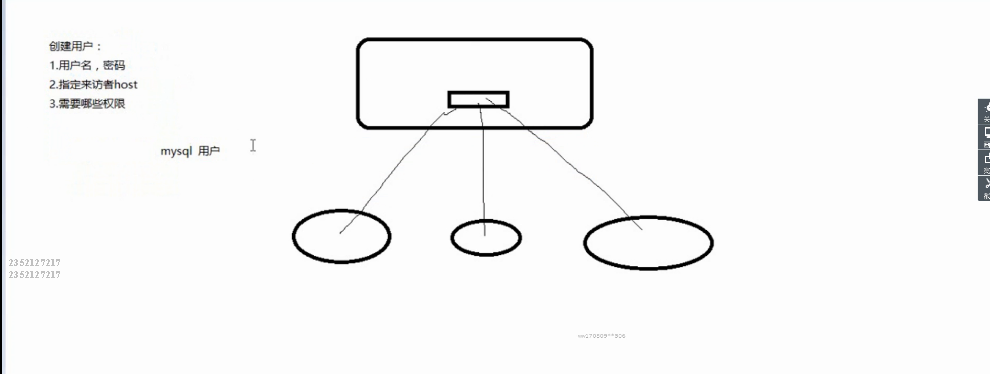 创建用户：
1.用户名，密码
2.指定来访者host
3.需要哪些权限
mysql 用户
2352127217
2352127217